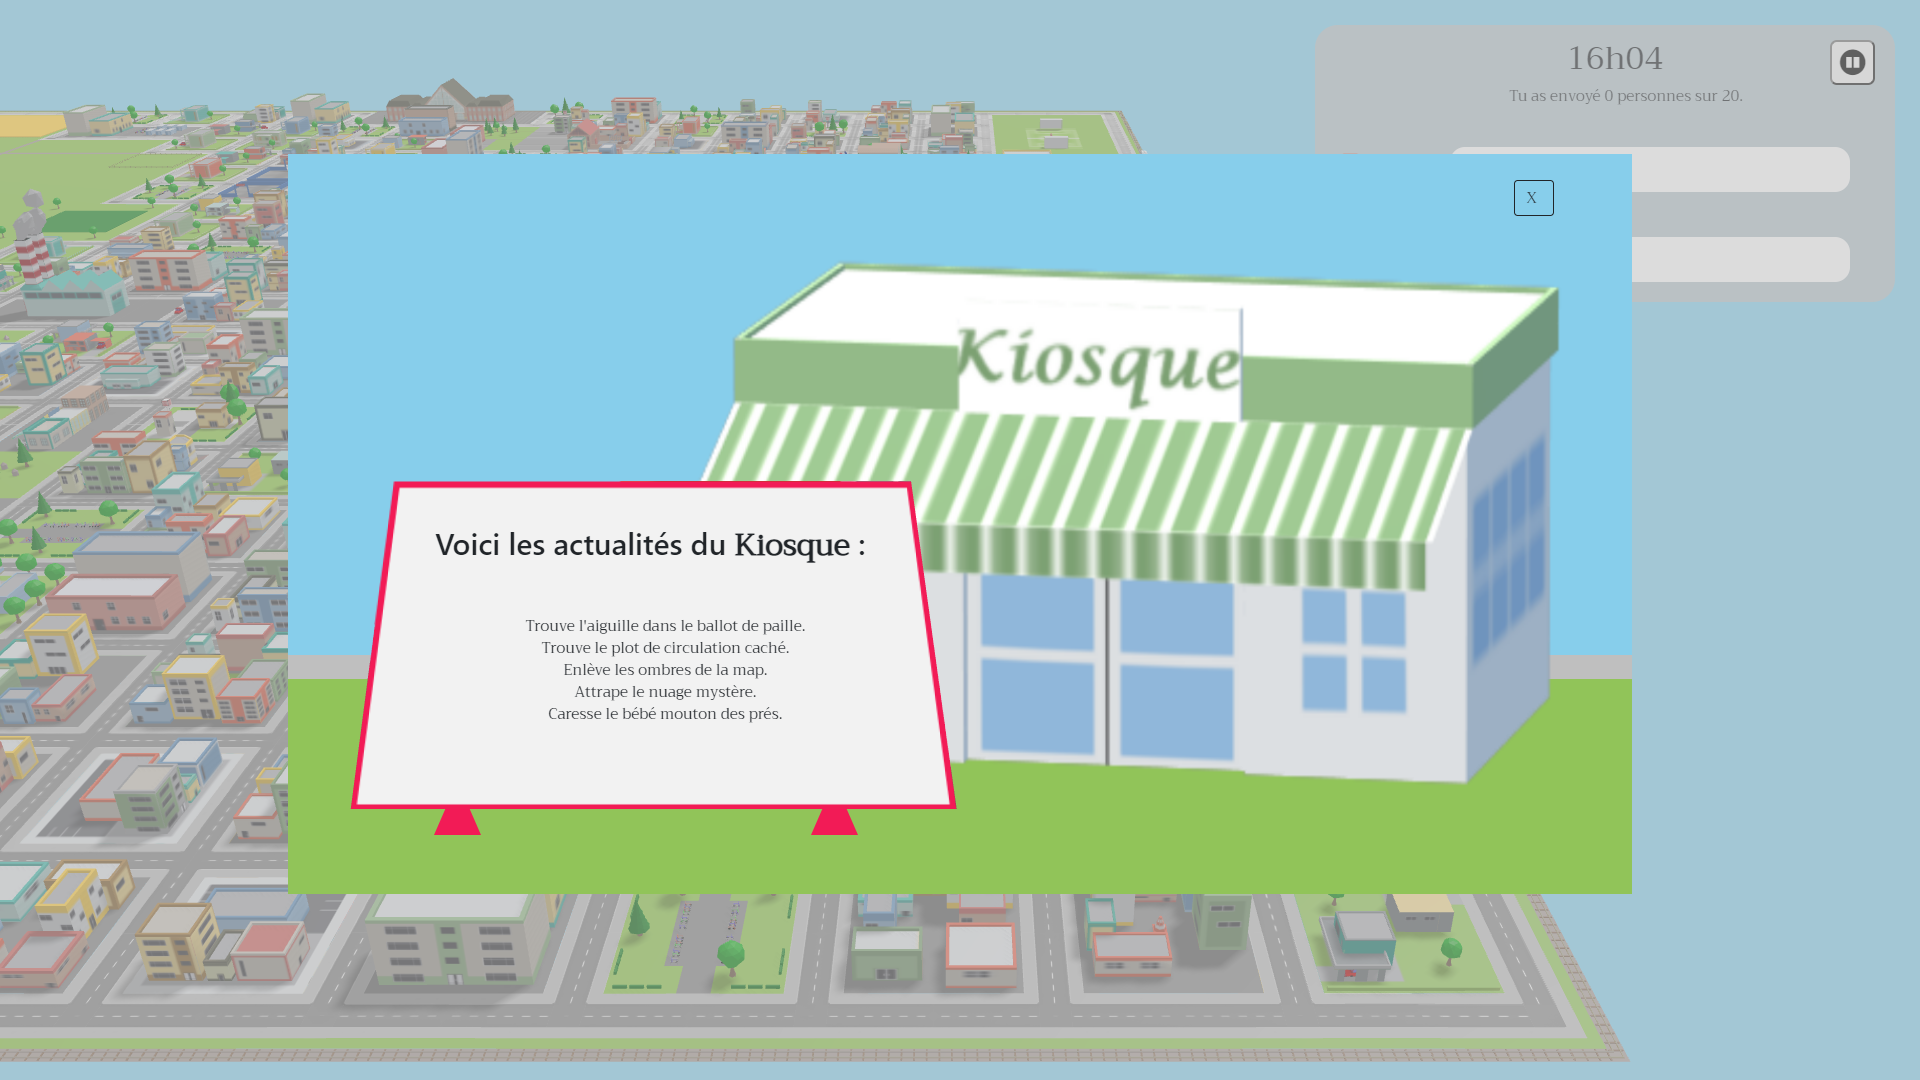 16h04
Tu as envoyé 0 personnes sur 20.
X
Kiosque
Voici les actualités du Kiosque :
Trouve l'aiguille dans le ballot de paille.
Trouve le plot de circulation caché.
Enlève les ombres de la map.
Attrape le nuage mystère.
Caresse le bébé mouton des prés.